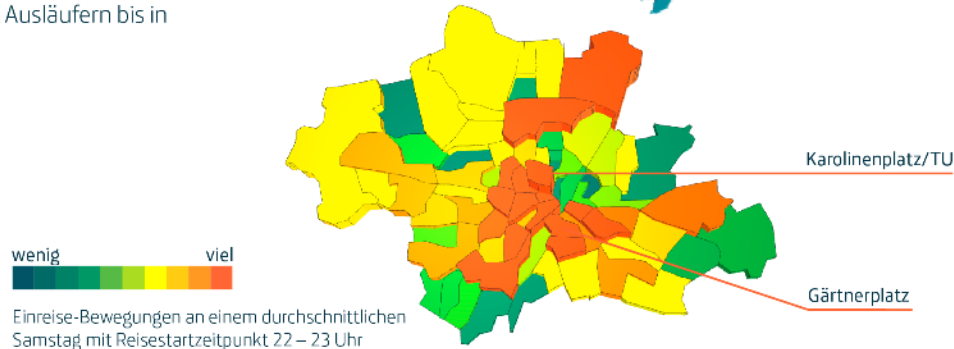 Ausläufern bis in
Karolinenplatz/TU
wenig viel
Gärtnerplatz
Einreise-Bewegungen an einem durchschnittlichen
Samstag mit Reisestartzeitpunkt 22 – 23 Uhr